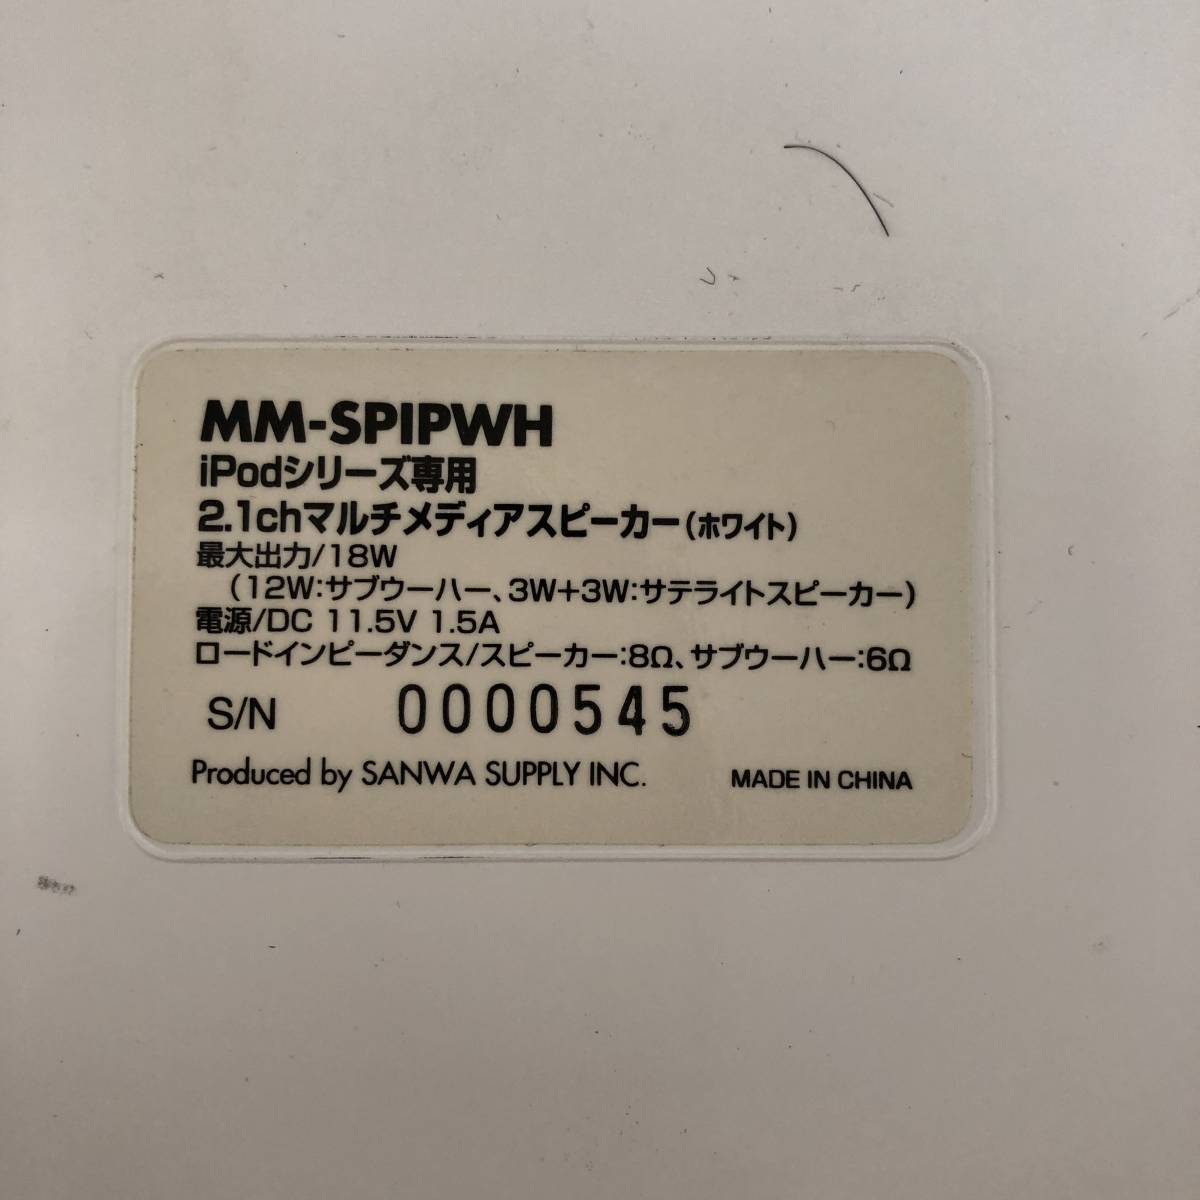 MM-SPIPWH
iPodシリーズ専用
2.1chマルチメディアスピーカー(ホワイト)
最大出力/18W
(12W:サブウーハー、3W+3W:サテライトスピーカー)
電源/DC 11.5V 1.5A
ロードインピーダンス/スピーカー:8Ω、サブウーハー:6Ω
S/N 0000545
Produced by SANWA SUPPLY INC. MADE IN CHINA